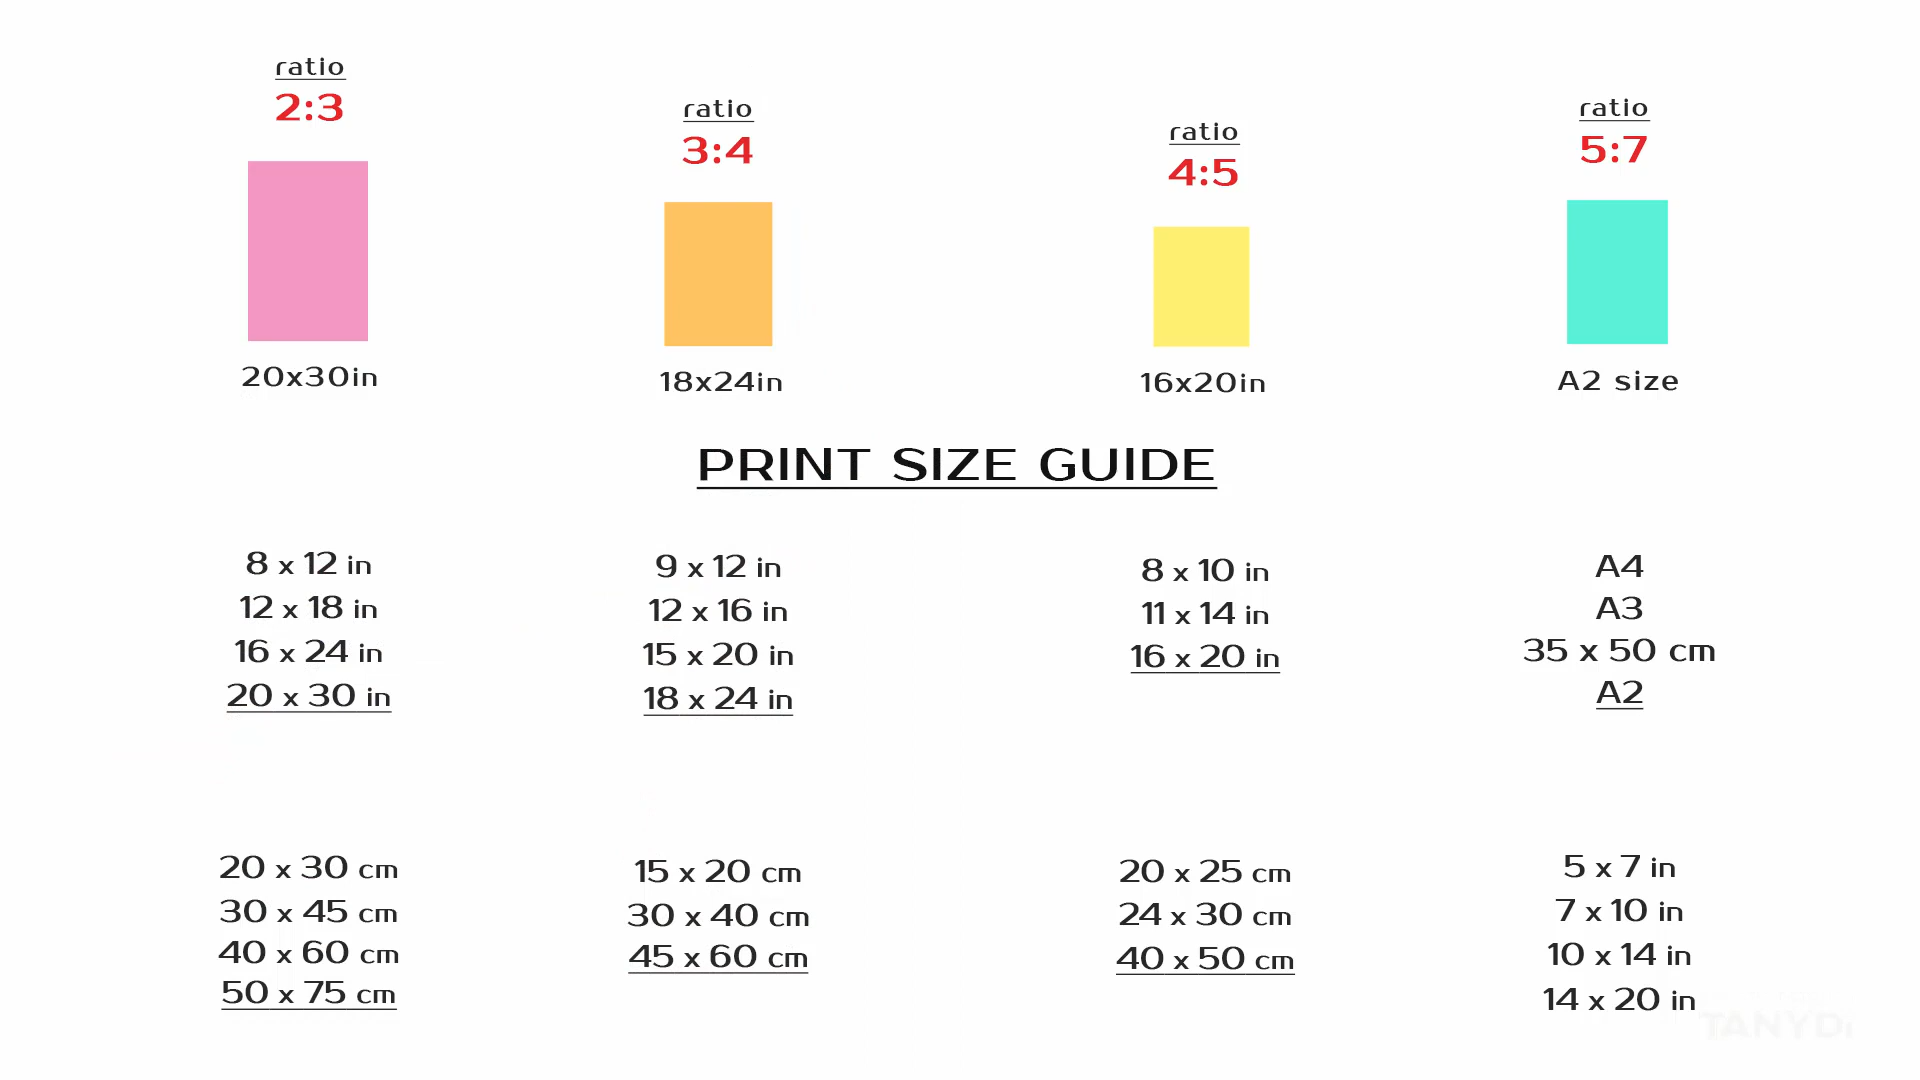 ratio
2:3
20x30in
ratio
3:4
18x24in
ratio
4:5
16x20in
ratio
5:7
A2 size
PRINT SIZE GUIDE
8 x 12 in
12 x 18 in
16 x 24 in
20 x 30 in
9 x 12 in
12 x 16 in
15 x 20 in
18 x 24 in
8 x 10 in
11 x 14 in
16 x 20 in
A4
A3
35 x 50 cm
A2
20 x 30 cm
30 x 45 cm
40 x 60 cm
50 x 75 cm
15 x 20 cm
30 x 40 cm
45 x 60 cm
20 x 25 cm
24 x 30 cm
40 x 50 cm
5 x 7 in
7 x 10 in
10 x 14 in
14 x 20 in